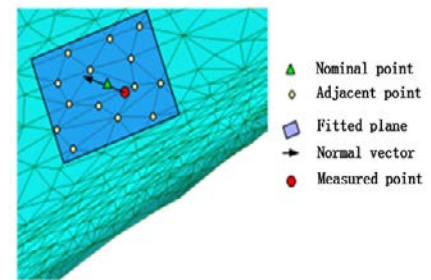 Nominal point
Adjacent point
Fitted plane
Normal vector
Measured point